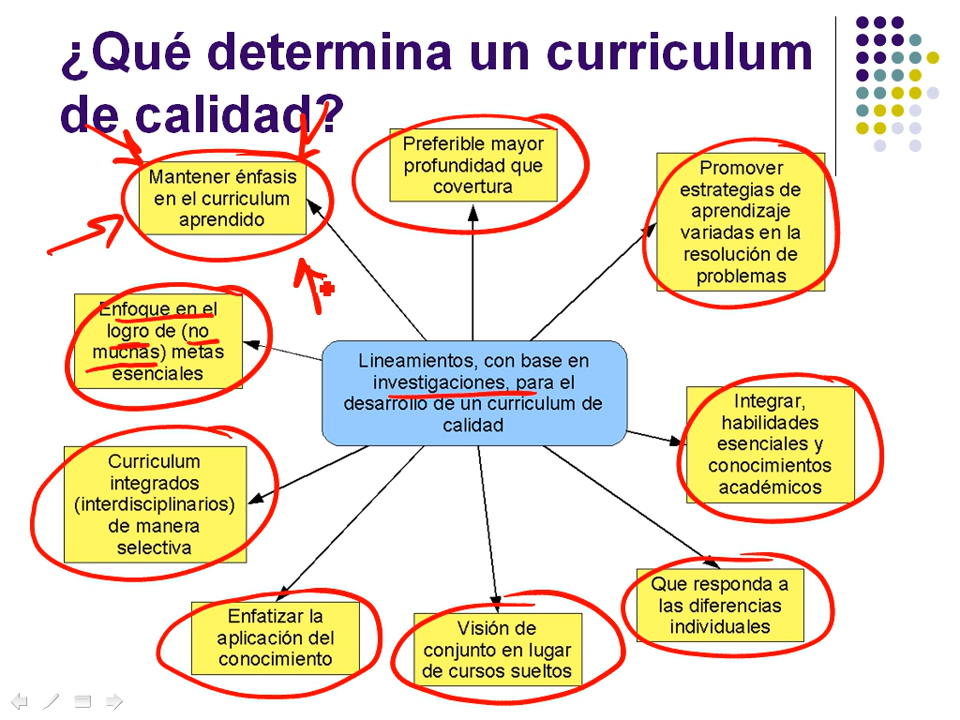 ¿Qué determina un curriculum
de calidad?
Mantener énfasis
en el curriculum
aprendido
Preferible mayor
profundidad que
covertura
Promover
estrategias de
aprendizaje
variadas en la
resolución de
problemas
Enfoque en el
logro de (no
muchas) metas
esenciales
Lineamientos, con base en
investigaciones, para el
desarrollo de un curriculum de
calidad
Integrar,
habilidades
esenciales y
conocimientos
académicos
Curriculum
integrados
(interdisciplinarios)
de manera
selectiva
Enfatizar la
aplicación del
conocimiento
Visión de
conjunto en lugar
de cursos sueltos
Que responda a
las diferencias
individuales